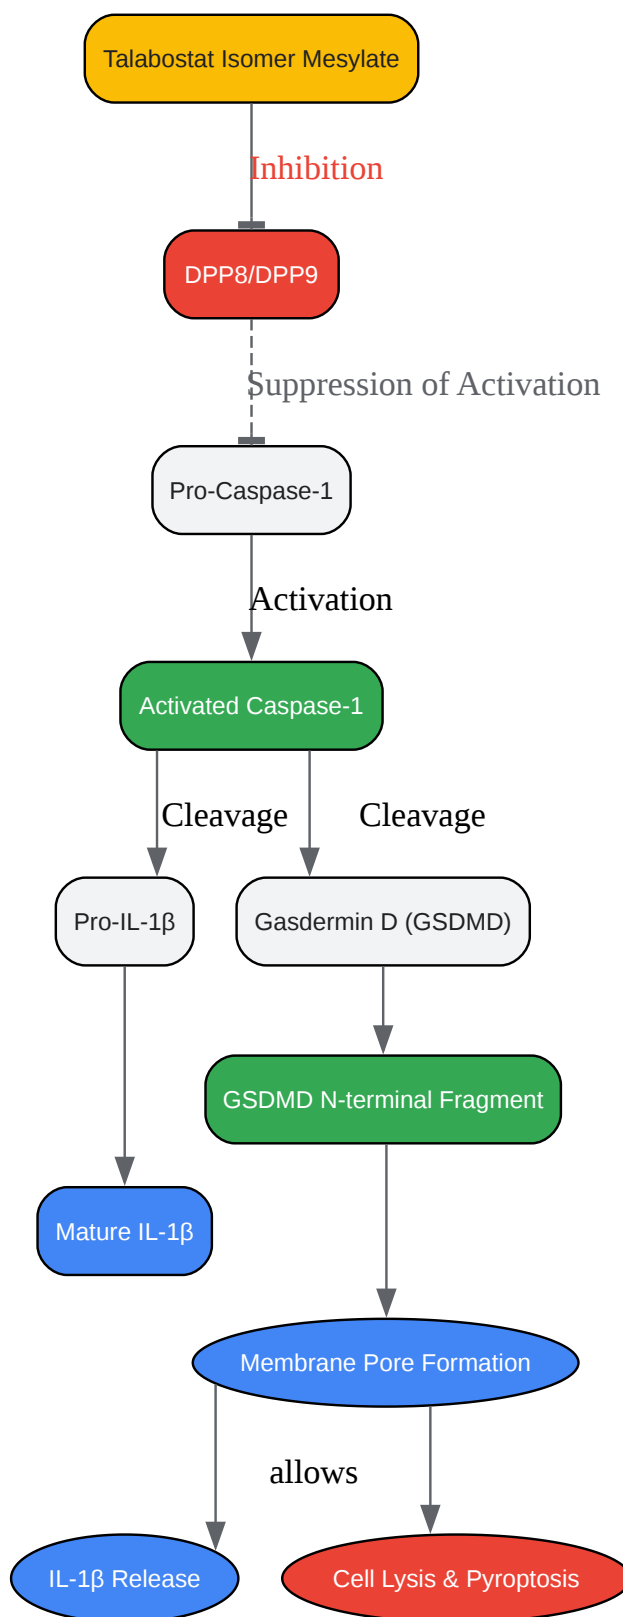 Talabostat Isomer Mesylate
Inhibition
DPP8/DPP9
Suppression of Activation
Pro-Caspase-1
Activation
Activated Caspase-1
Cleavage
Cleavage
Pro-IL-1β
Gasdermin D (GSDMD)
GSDMD N-terminal Fragment
Mature IL-1β
Membrane Pore Formation
allows
IL-1β Release
Cell Lysis & Pyroptosis